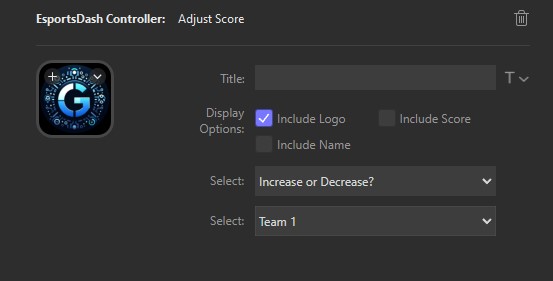 EsportsDash Controller: Adjust Score
Title:
T
Display
Options:
Include Logo
Include Score
Include Name
Select: Increase or Decrease?
Select: Team 1
G